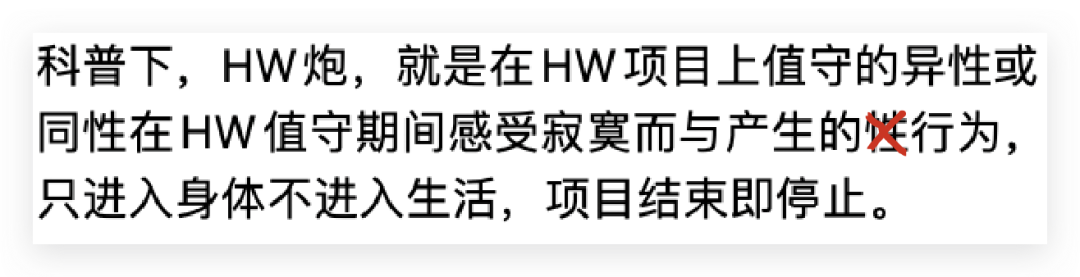 科普下，HW炮，就是在HW项目上值守的异性或
同性在HW值守期间感受寂寞而与产生的性行为，
只进入身体不进入生活，项目结束即停止。